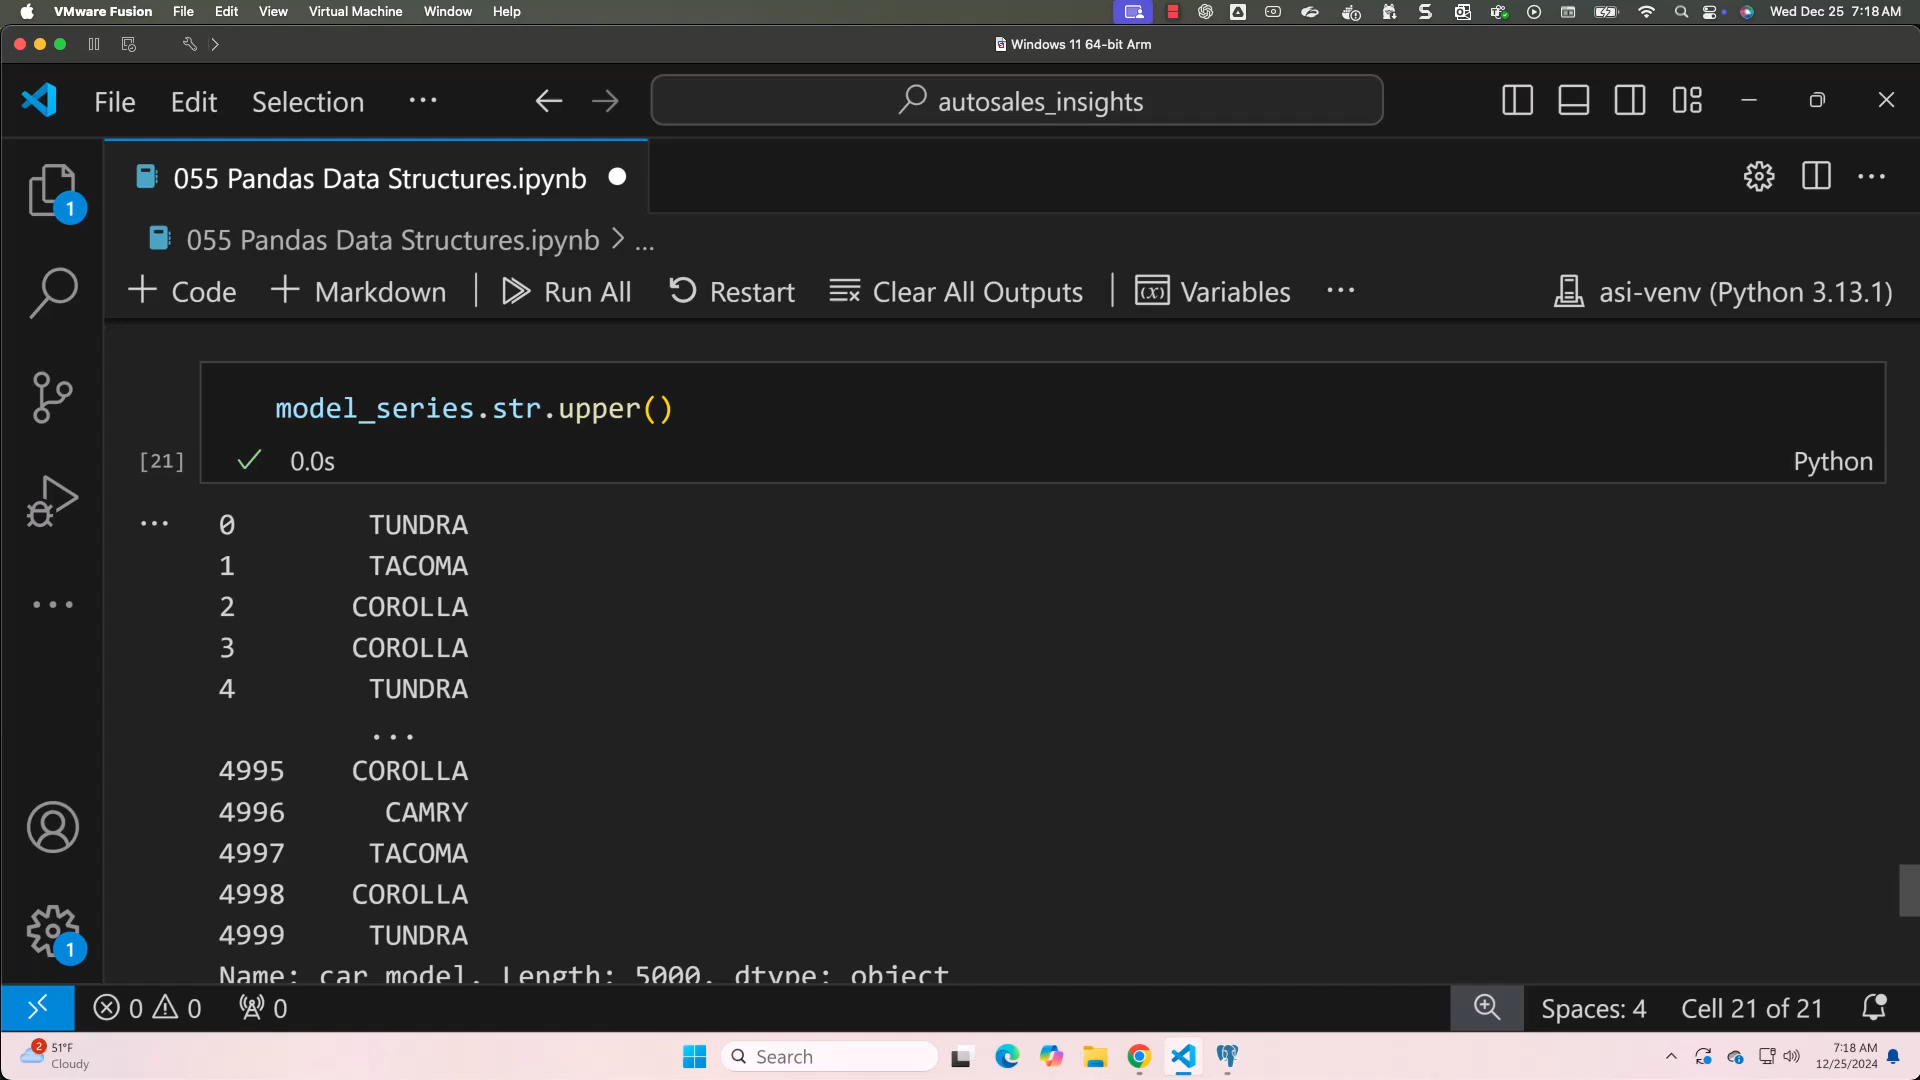 VMware Fusion File Edit View Virtual Machine Window Help Wed Dec 25 7:18 AM
Windows 11 64-bit Arm
File Edit Selection ... autosales_insights
055 Pandas Data Structures.ipynb
1
055 Pandas Data Structures.ipynb > ...
+ Code + Markdown | Run All Restart Clear All Outputs | Variables ... asi-venv (Python 3.13.1)
model_series.str.upper()
[21] 0.0s Python
... 0 TUNDRA
1 TACOMA
2 COROLLA
3 COROLLA
4 TUNDRA
...
4995 COROLLA
4996 CAMRY
4997 TACOMA
4998 COROLLA
4999 TUNDRA
1
Name: car_model, Length: 5000, dtype: object
0 0 0 Spaces: 4 Cell 21 of 21
2 51°F
Cloudy
Search
7:18 AM
12/25/2024